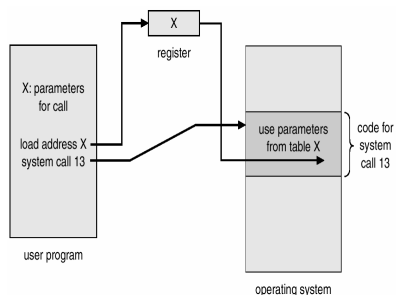 X
register
X: parameters
for call
load address X
system call 13
user program
use parameters
from table X
code for
system
call 13
operating system